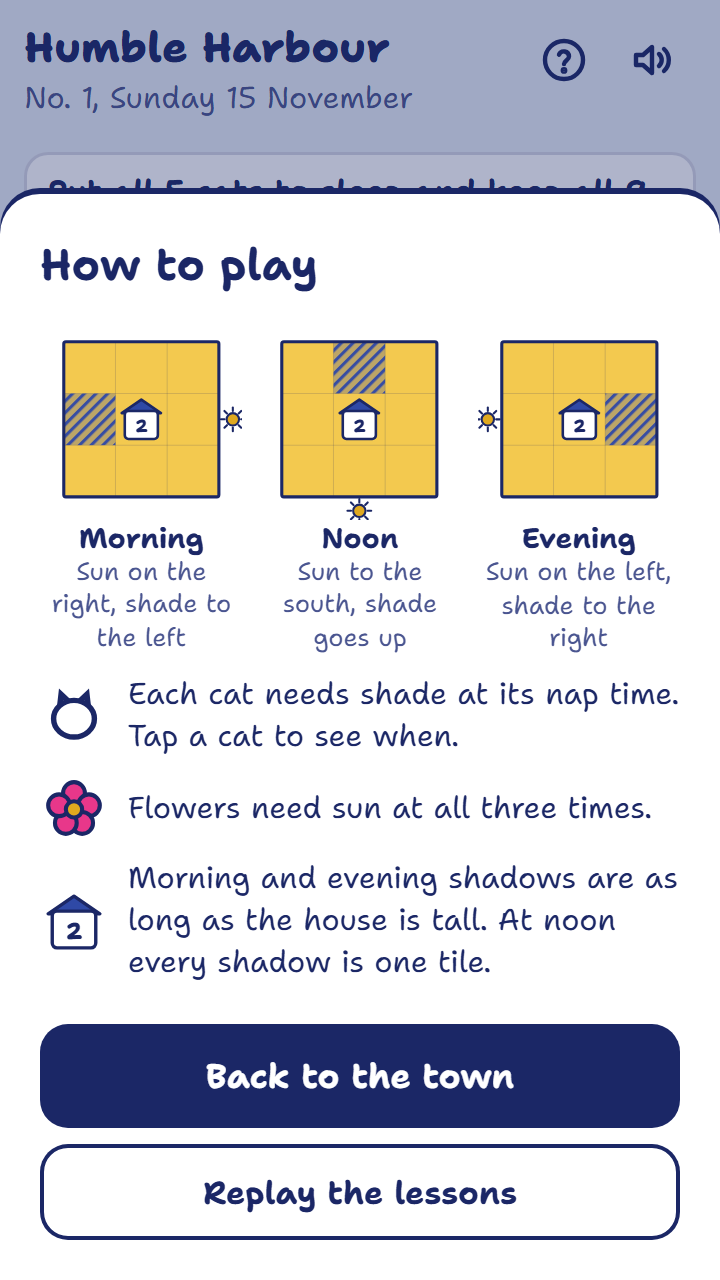 Humble Harbour
No. 1, Sunday 15 November
How to play
2
2
2
Morning
Sun on the
right, shade to
the left
Noon
Sun to the
south, shade
goes up
Evening
Sun on the left,
shade to the
right
Each cat needs shade at its nap time.
Tap a cat to see when.
Flowers need sun at all three times.
2
Morning and evening shadows are as
long as the house is tall. At noon
every shadow is one tile.
Back to the town
Replay the lessons